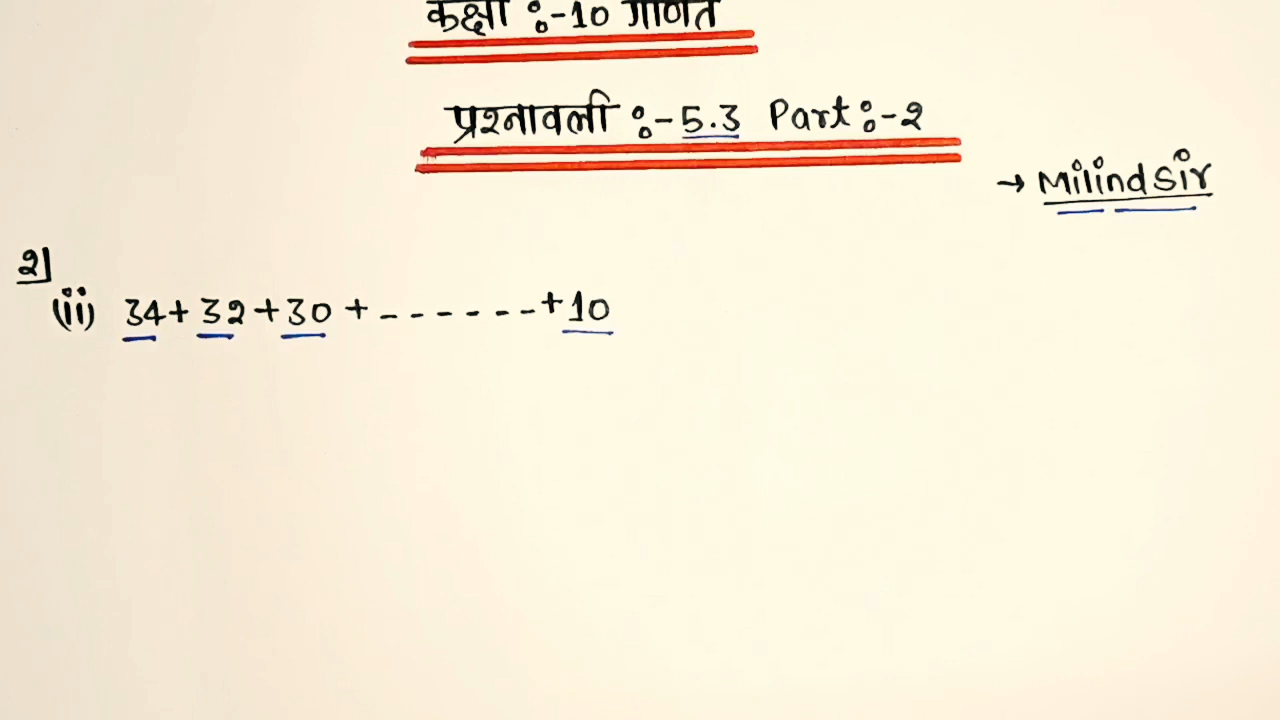 कक्षा :-10 गणित
प्रश्नावली :-5.3 Part :-2
→ Milind Sir
2]
(ii) 34+32+30+ - - - - - - +10